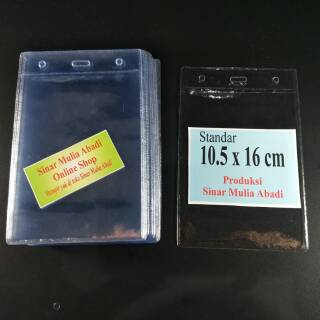 Sinar Mulia Abadi
Online Shop
Standar
10.5 x 16 cm
Produksi
Sinar Mulia Abadi